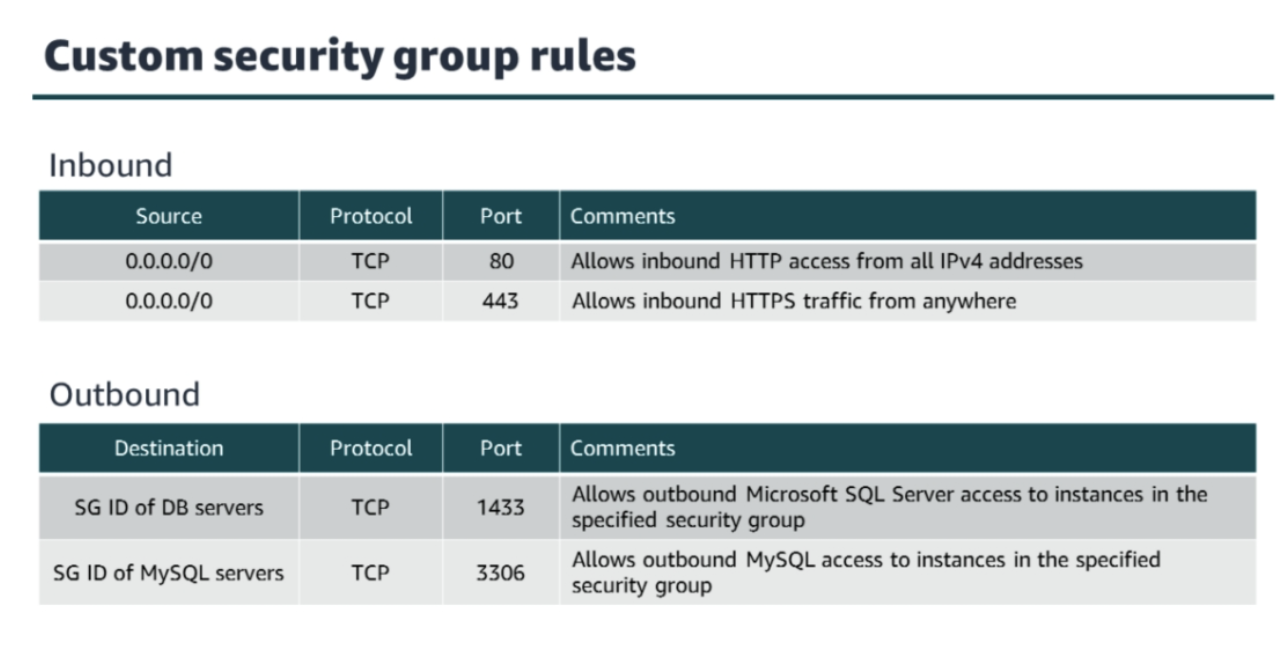 Custom security group rules
Inbound
Source Protocol Port Comments
0.0.0.0/0 TCP 80 Allows inbound HTTP access from all IPv4 addresses
0.0.0.0/0 TCP 443 Allows inbound HTTPS traffic from anywhere
Outbound
Destination Protocol Port Comments
SG ID of DB servers TCP 1433 Allows outbound Microsoft SQL Server access to instances in the
specified security group
SG ID of MySQL servers TCP 3306 Allows outbound MySQL access to instances in the specified
security group